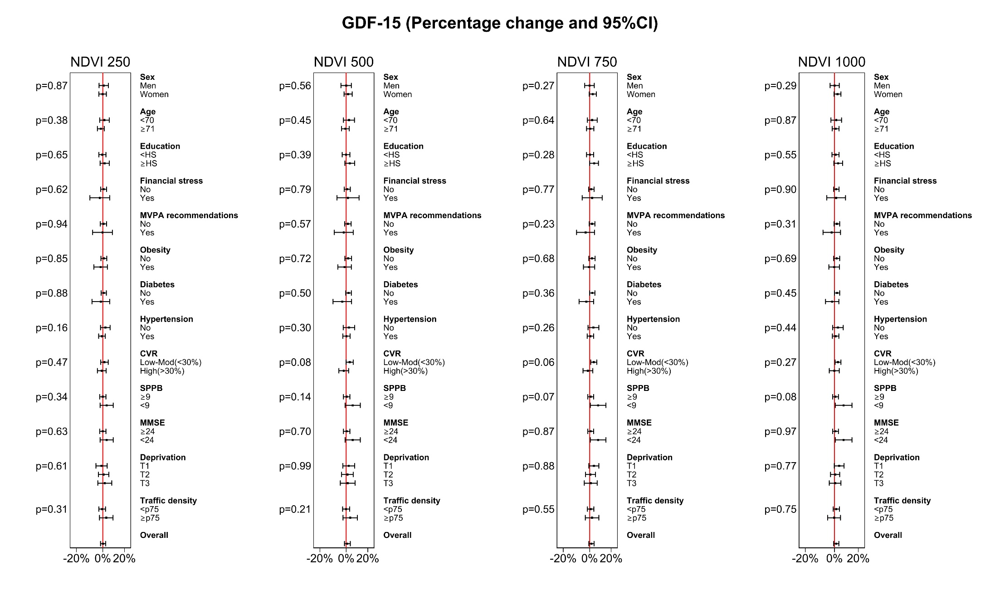 GDF-15 (Percentage change and 95%CI)
NDVI 250
Sex
p=0.87 Men
Women
Age
p=0.38 <70
≥71
Education
p=0.65 <HS
≥HS
Financial stress
p=0.62 No
Yes
MVPA recommendations
p=0.94 No
Yes
Obesity
p=0.85 No
Yes
Diabetes
p=0.88 No
Yes
Hypertension
p=0.16 No
Yes
CVR
p=0.47 Low-Mod(<30%)
High(>30%)
SPPB
p=0.34 ≥9
<9
MMSE
p=0.63 ≥24
<24
Deprivation
p=0.61 T1
T2
T3
Traffic density
p=0.31 <p75
≥p75
Overall
-20% 0% 20%
NDVI 500
Sex
p=0.56 Men
Women
Age
p=0.45 <70
≥71
Education
p=0.39 <HS
≥HS
Financial stress
p=0.79 No
Yes
MVPA recommendations
p=0.57 No
Yes
Obesity
p=0.72 No
Yes
Diabetes
p=0.50 No
Yes
Hypertension
p=0.30 No
Yes
CVR
p=0.08 Low-Mod(<30%)
High(>30%)
SPPB
p=0.14 ≥9
<9
MMSE
p=0.70 ≥24
<24
Deprivation
p=0.99 T1
T2
T3
Traffic density
p=0.21 <p75
≥p75
Overall
-20% 0% 20%
NDVI 750
Sex
p=0.27 Men
Women
Age
p=0.64 <70
≥71
Education
p=0.28 <HS
≥HS
Financial stress
p=0.77 No
Yes
MVPA recommendations
p=0.23 No
Yes
Obesity
p=0.68 No
Yes
Diabetes
p=0.36 No
Yes
Hypertension
p=0.26 No
Yes
CVR
p=0.06 Low-Mod(<30%)
High(>30%)
SPPB
p=0.07 ≥9
<9
MMSE
p=0.87 ≥24
<24
Deprivation
p=0.88 T1
T2
T3
Traffic density
p=0.55 <p75
≥p75
Overall
-20% 0% 20%
NDVI 1000
Sex
p=0.29 Men
Women
Age
p=0.87 <70
≥71
Education
p=0.55 <HS
≥HS
Financial stress
p=0.90 No
Yes
MVPA recommendations
p=0.31 No
Yes
Obesity
p=0.69 No
Yes
Diabetes
p=0.45 No
Yes
Hypertension
p=0.44 No
Yes
CVR
p=0.27 Low-Mod(<30%)
High(>30%)
SPPB
p=0.08 ≥9
<9
MMSE
p=0.97 ≥24
<24
Deprivation
p=0.77 T1
T2
T3
Traffic density
p=0.75 <p75
≥p75
Overall
-20% 0% 20%